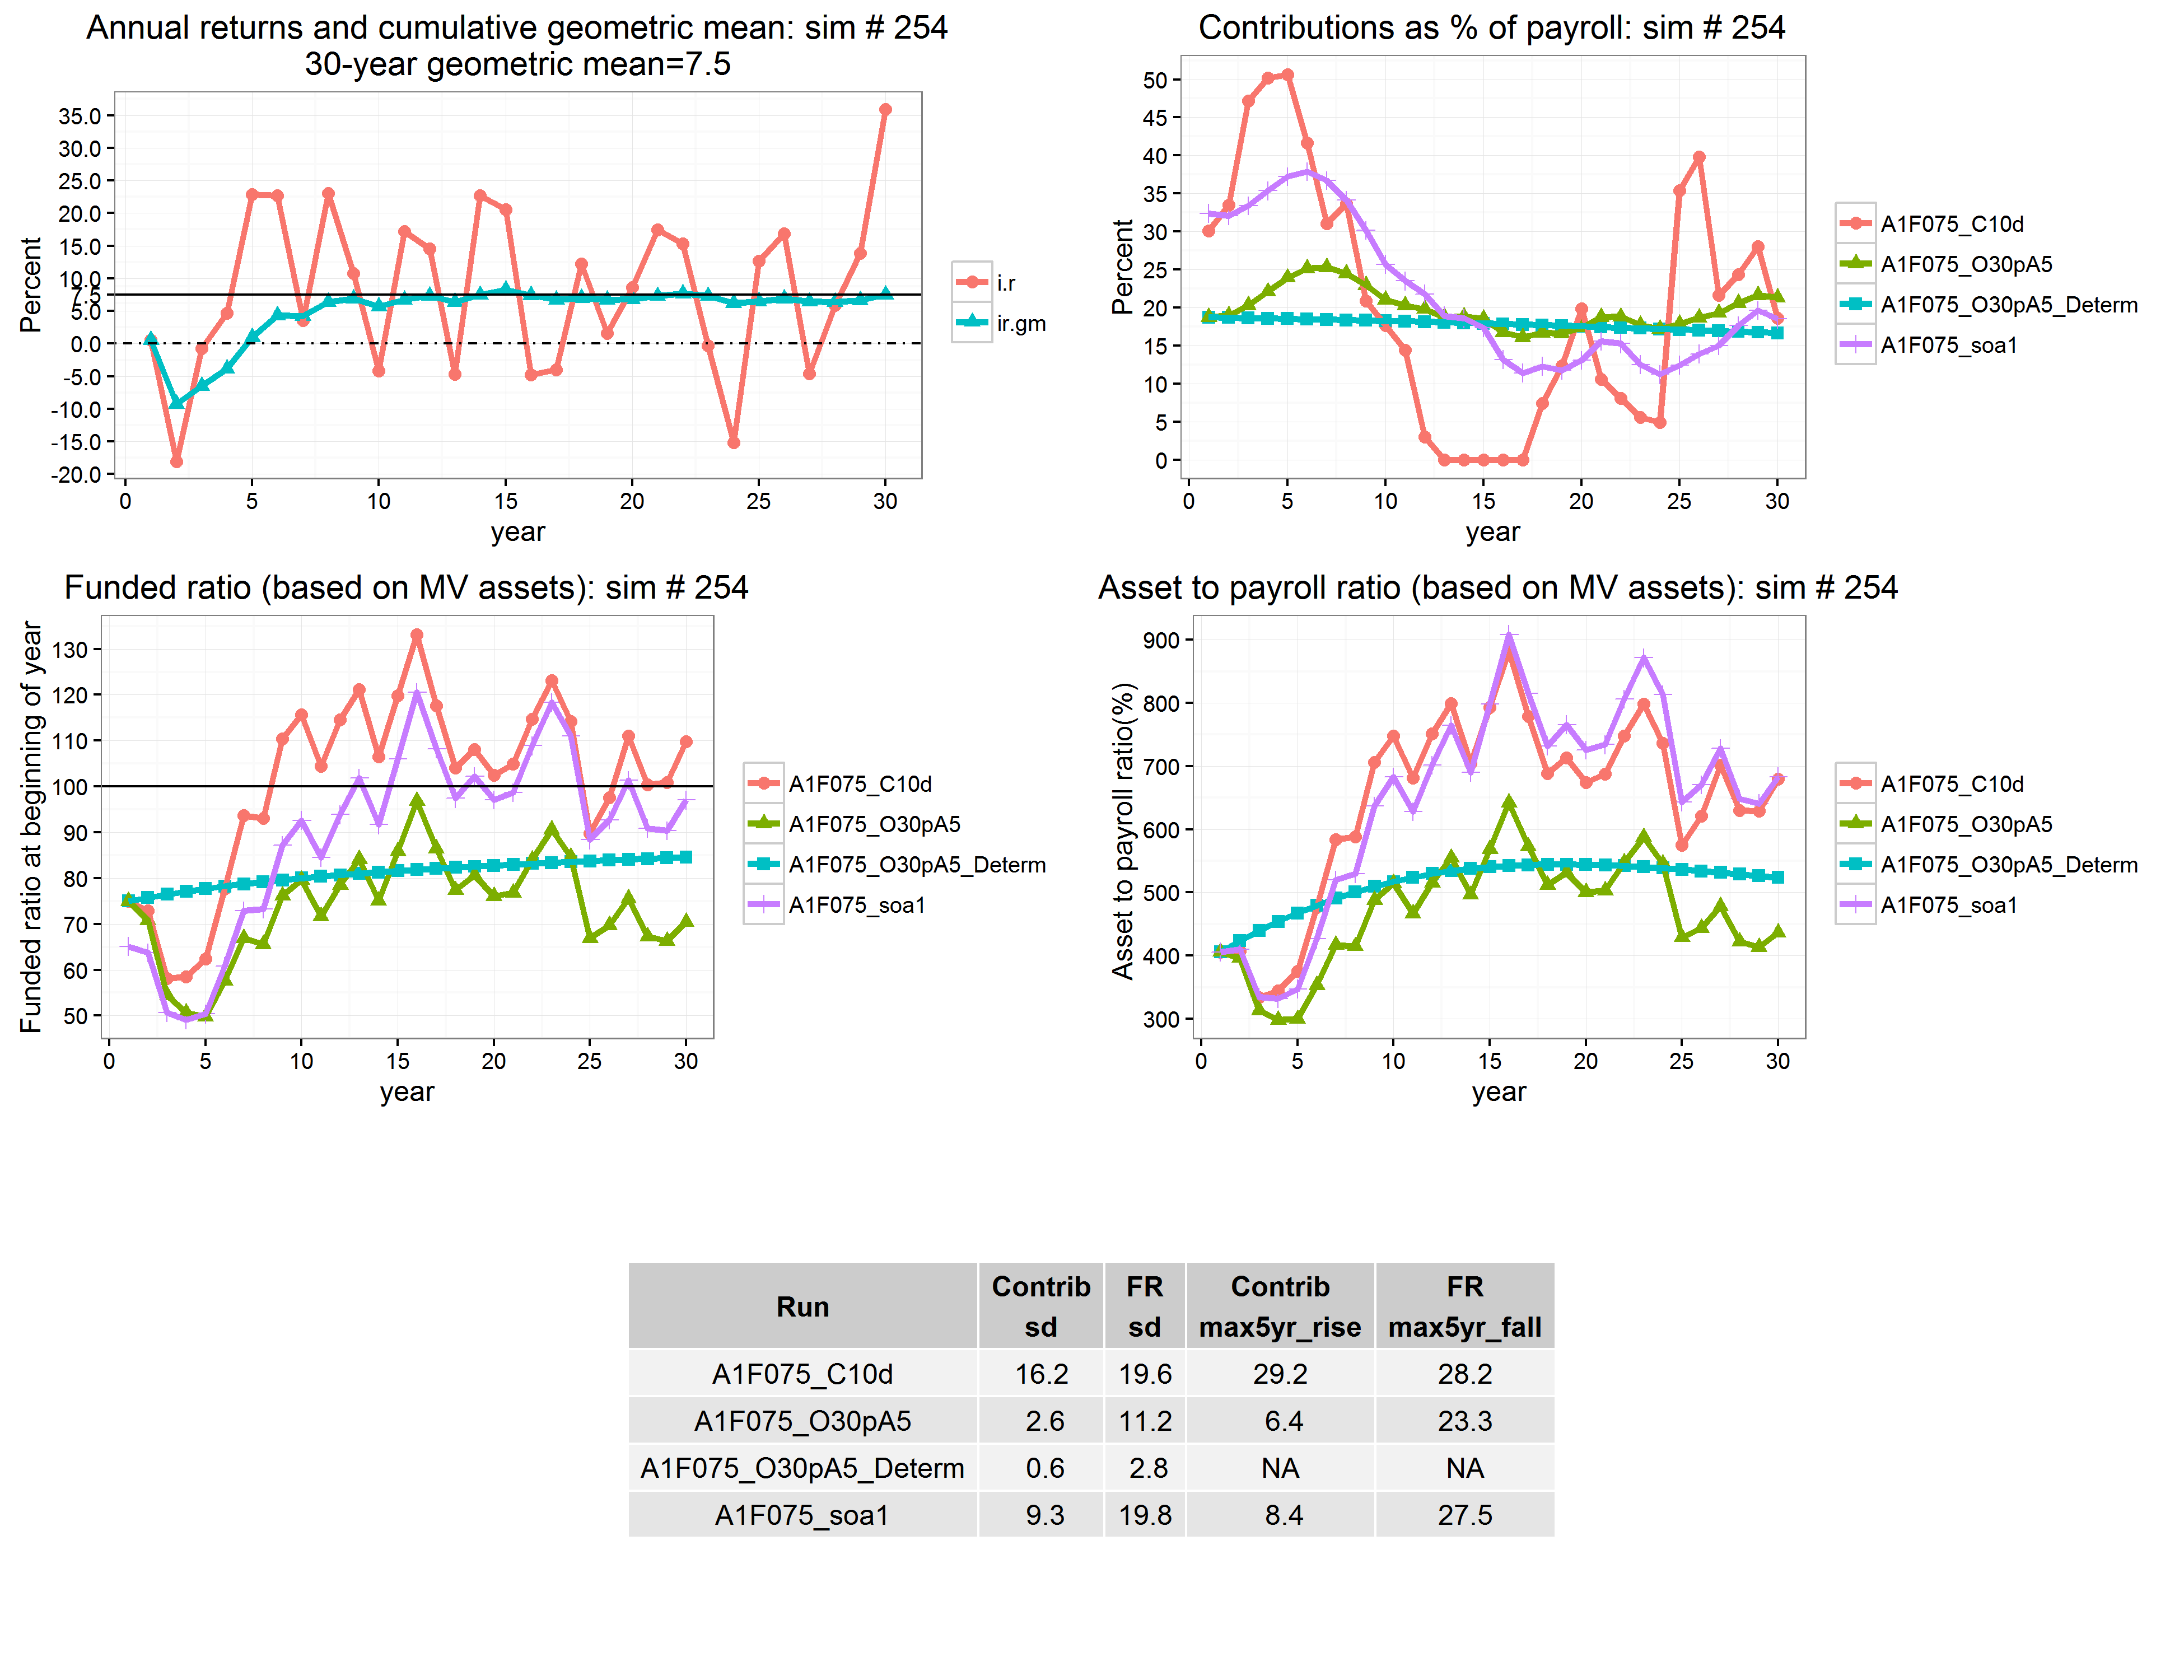 Annual returns and cumulative geometric mean: sim # 254
30-year geometric mean=7.5
Percent
35.0
30.0
25.0
20.0
15.0
10.0
7.5
5.0
0.0
-5.0
-10.0
-15.0
-20.0
0 5 10 15 20 25 30
year
i.r
ir.gm
Contributions as % of payroll: sim # 254
Percent
50
45
40
35
30
25
20
15
10
5
0
0 5 10 15 20 25 30
year
A1F075_C10d
A1F075_O30pA5
A1F075_O30pA5_Determ
A1F075_soa1
Funded ratio (based on MV assets): sim # 254
Funded ratio at beginning of year
130
120
110
100
90
80
70
60
50
0 5 10 15 20 25 30
year
A1F075_C10d
A1F075_O30pA5
A1F075_O30pA5_Determ
A1F075_soa1
Asset to payroll ratio (based on MV assets): sim # 254
Asset to payroll ratio(%)
900
800
700
600
500
400
300
0 5 10 15 20 25 30
year
A1F075_C10d
A1F075_O30pA5
A1F075_O30pA5_Determ
A1F075_soa1
Run Contrib sd FR sd Contrib max5yr_rise FR max5yr_fall
A1F075_C10d 16.2 19.6 29.2 28.2
A1F075_O30pA5 2.6 11.2 6.4 23.3
A1F075_O30pA5_Determ 0.6 2.8 NA NA
A1F075_soa1 9.3 19.8 8.4 27.5